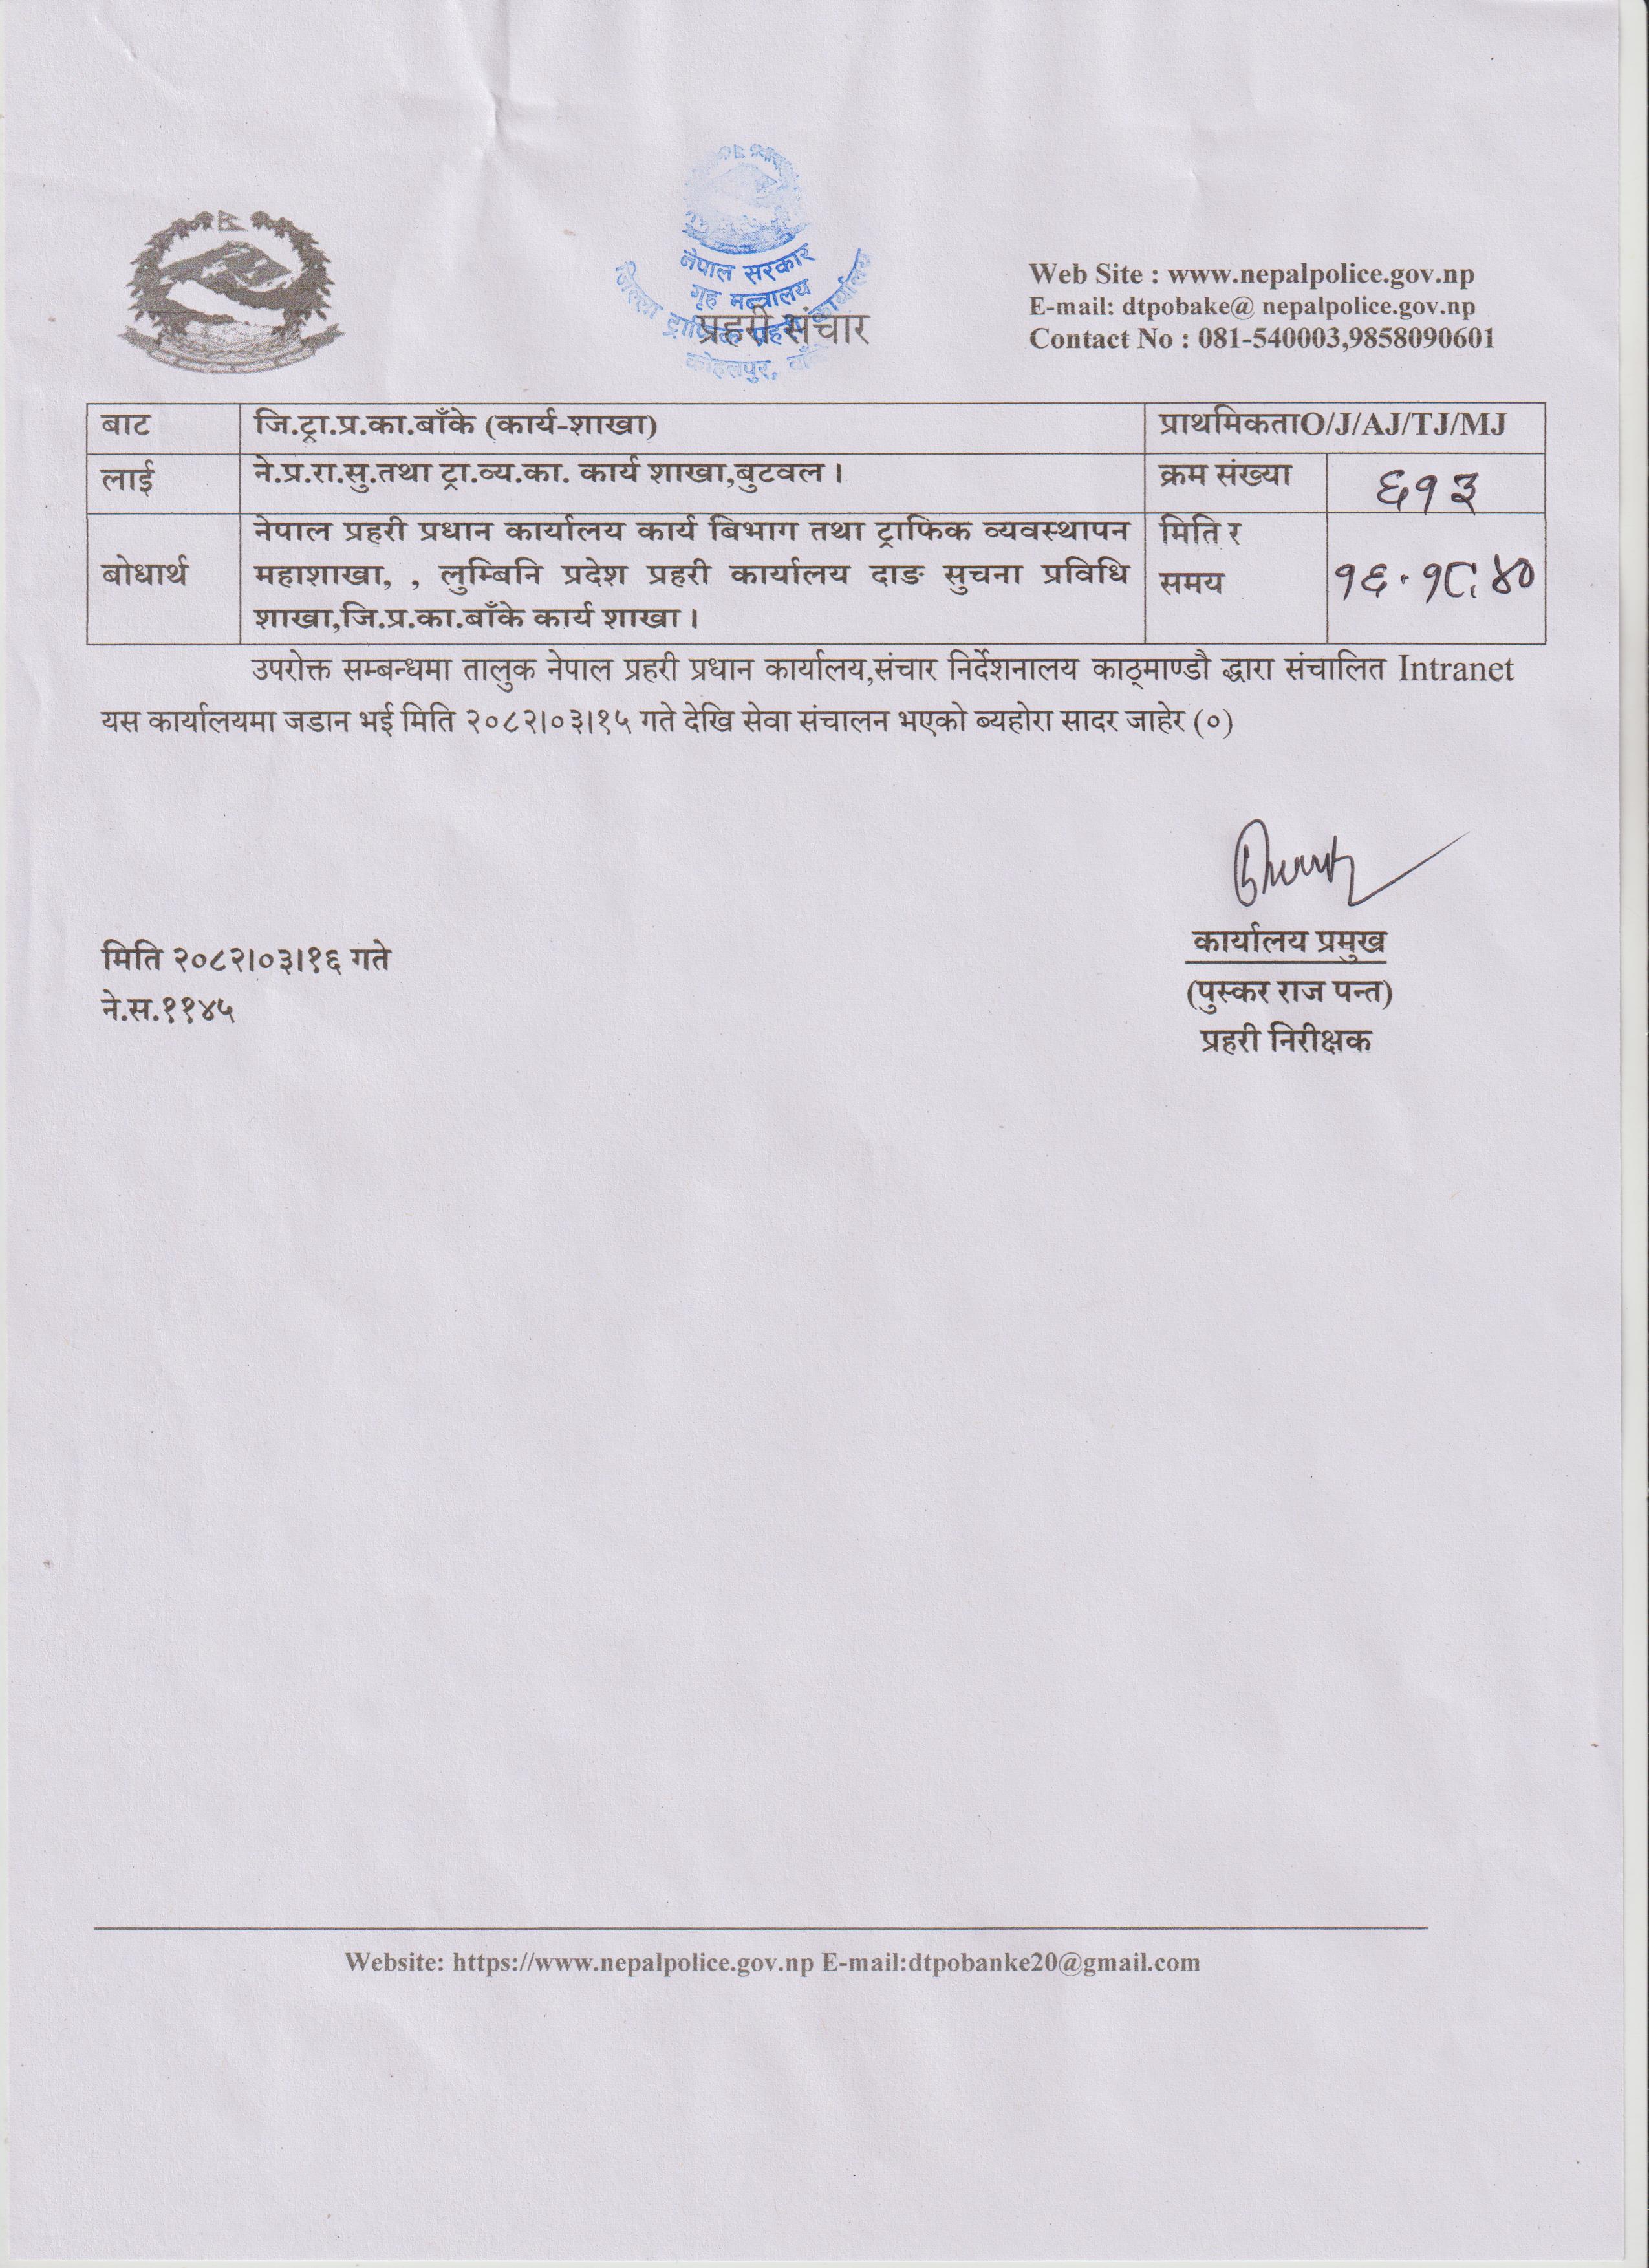 नेपाल सरकार
गृह मन्त्रालय
जिल्ला ट्राफिक प्रहरी कार्यालय
कोहलपुर,
प्रहरी संचार
Web Site : www.nepalpolice.gov.np
E-mail: dtpobake@ nepalpolice.gov.np
Contact No : 081-540003,9858090601
बाट जि.ट्रा.प्र.का.बाँके (कार्य-शाखा) प्राथमिकताO/J/AJ/TJ/MJ
लाई ने.प्र.रा.सु.तथा ट्रा.व्य.का. कार्य शाखा,बुटवल । क्रम संख्या ६१३
बोधार्थ नेपाल प्रहरी प्रधान कार्यालय कार्य बिभाग तथा ट्राफिक व्यवस्थापन
महाशाखा, , लुम्बिनि प्रदेश प्रहरी कार्यालय दाङ सुचना प्रविधि
शाखा,जि.प्र.का.बाँके कार्य शाखा ।
मिति र
समय १६.१८.४०
उपरोक्त सम्बन्धमा तालुक नेपाल प्रहरी प्रधान कार्यालय,संचार निर्देशनालय काठ्माण्डौ द्धारा संचालित Intranet
यस कार्यालयमा जडान भई मिति २०८२।०३।१५ गते देखि सेवा संचालन भएको ब्यहोरा सादर जाहेर (०)
कार्यालय प्रमुख
(पुस्कर राज पन्त)
प्रहरी निरीक्षक
मिति २०८२।०३।१६ गते
ने.स.११४५
Website: https://www.nepalpolice.gov.np E-mail:dtpobanke20@gmail.com